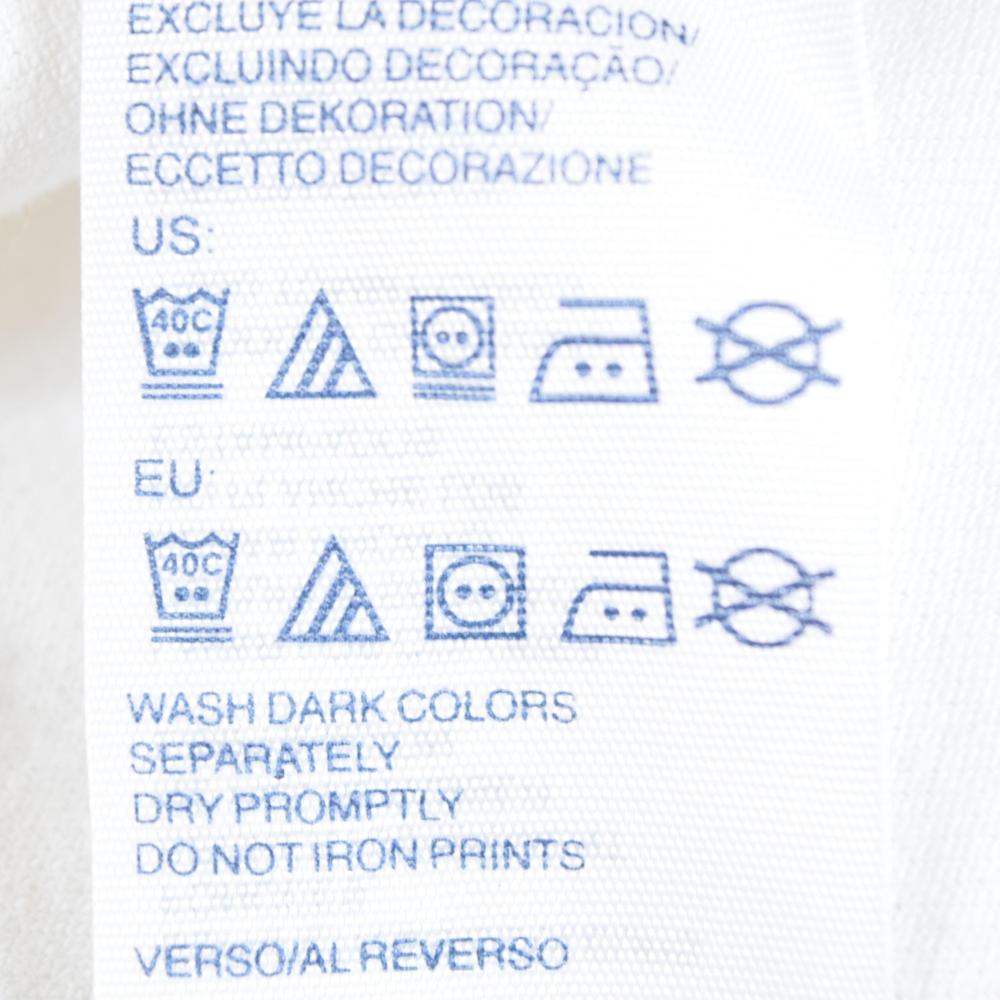 EXCLUYE LA DECORACION/
EXCLUINDO DECORAÇÃO/
OHNE DEKORATION/
ECCETTO DECORAZIONE
US:
40C
EU:
40C
WASH DARK COLORS
SEPARATELY
DRY PROMPTLY
DO NOT IRON PRINTS
VERSO/AL REVERSO